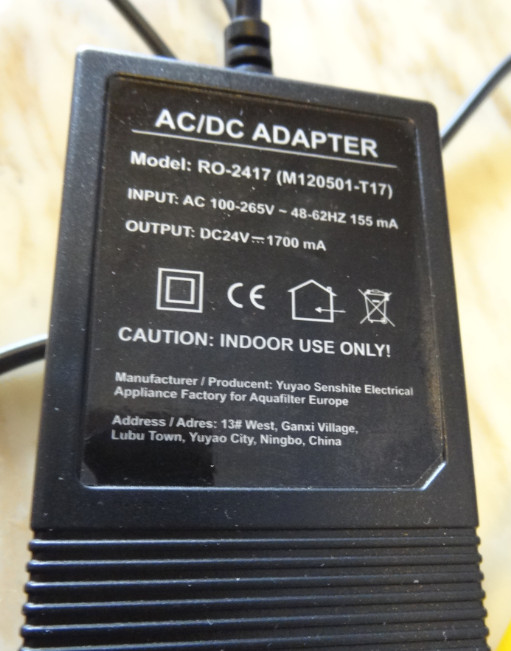 AC/DC ADAPTER
Model: RO-2417 (M120501-T17)
INPUT: AC 100-265V ~ 48-62HZ 155 mA
OUTPUT: DC24V⎓1700 mA
CE
CAUTION: INDOOR USE ONLY!
Manufacturer / Producent: Yuyao Senshite Electrical
Appliance Factory for Aquafilter Europe
Address / Adres: 13# West, Ganxi Village,
Lubu Town, Yuyao City, Ningbo, China